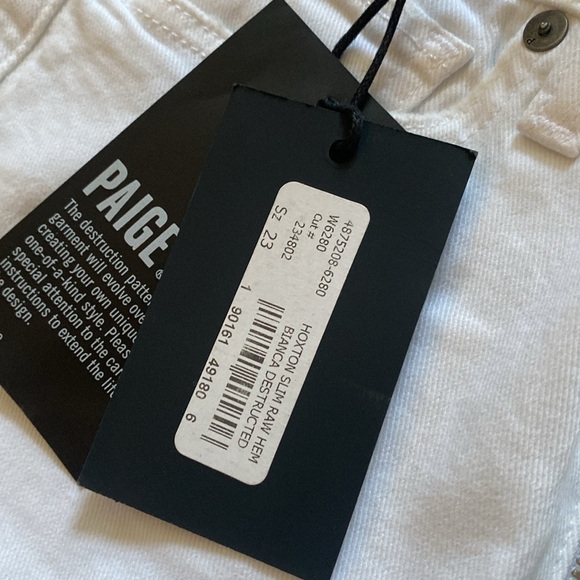 PAIGE®
The destruction patte
garment will evolve ove
creating your own uniqu
one-of-a-kind style. Pleas
special attention to the car
instructions to extend the lif
e design.
4875208-6280
W6280
Cut #
234802
Sz 23
HOXTON SLIM RAW HEM
BIANCA DESTRUCTED
1 90161 49180 6